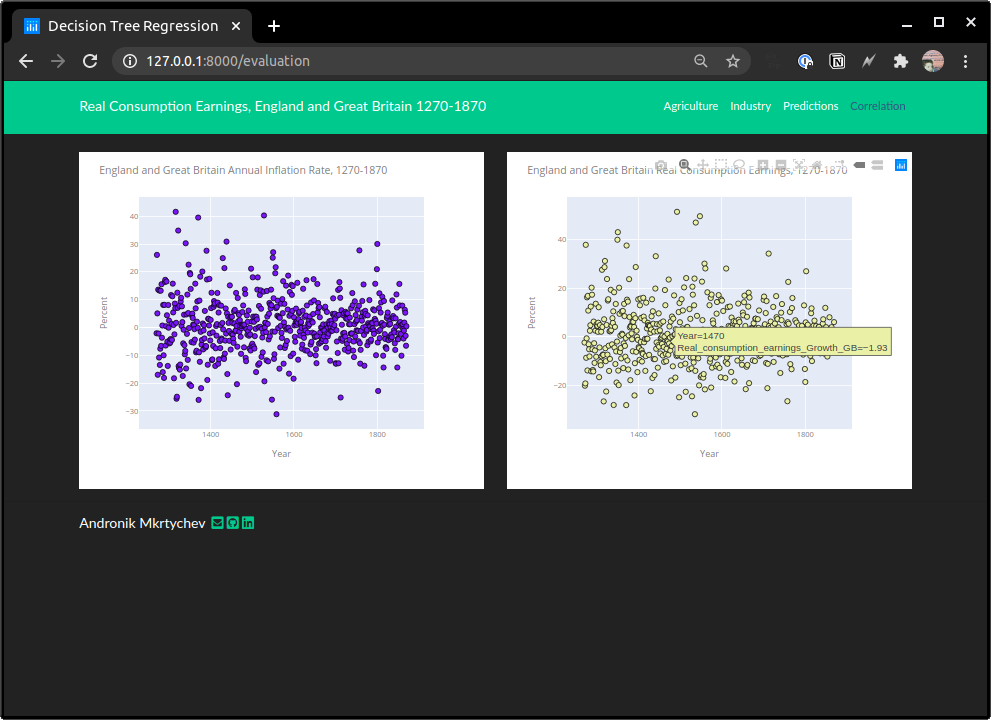 Decision Tree Regression
127.0.0.1:8000/evaluation
Real Consumption Earnings, England and Great Britain 1270-1870
Agriculture Industry Predictions Correlation
England and Great Britain Annual Inflation Rate, 1270-1870
40
30
20
10
0
−10
−20
−30
Percent
1400 1600 1800
Year
England and Great Britain Real Consumption Earnings, 1270-1870
40
20
0
−20
Percent
Year=1470
Real_consumption_earnings_Growth_GB=−1.93
1400 1600 1800
Year
Andronik Mkrtychev